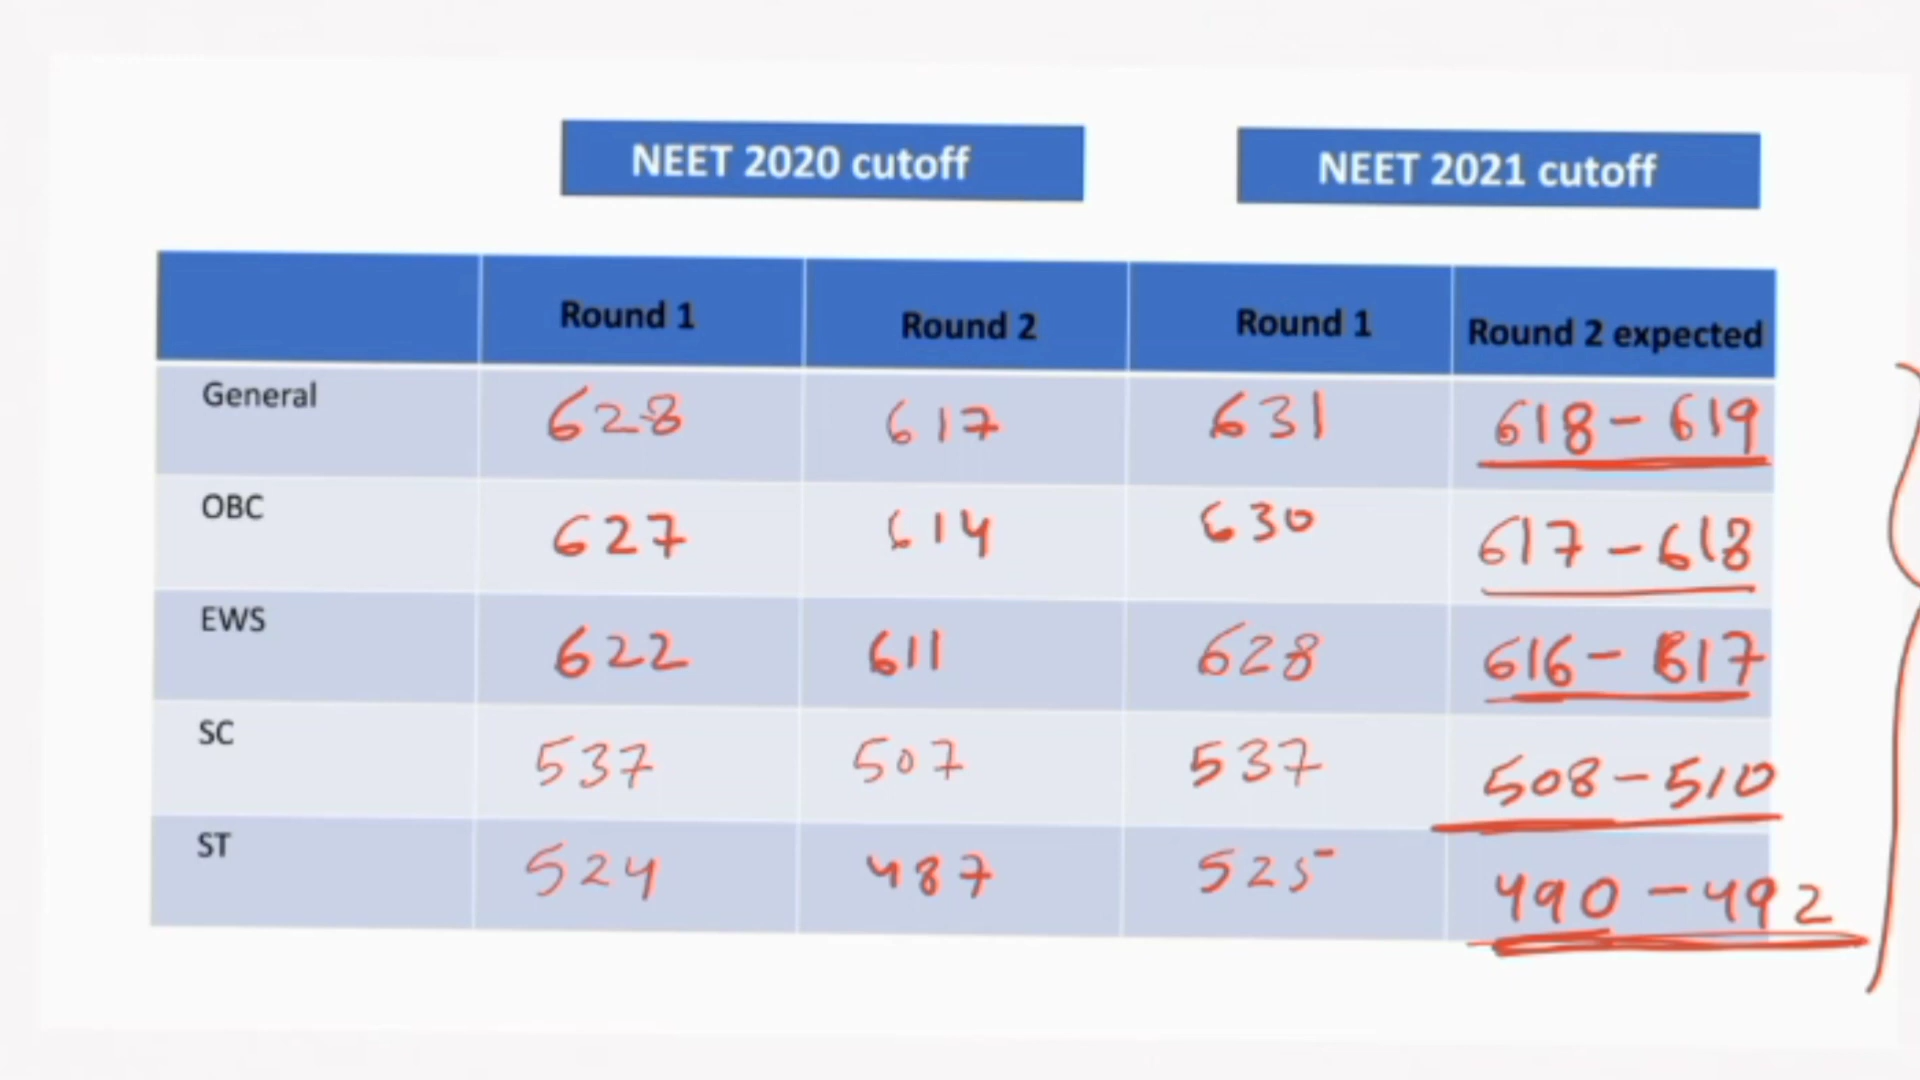 NEET 2020 cutoff NEET 2021 cutoff
Round 1 Round 2 Round 1 Round 2 expected
General 628 617 631 618 - 619
OBC 627 614 630 617 - 618
EWS 622 611 628 616 - 617
SC 537 507 537 508 - 510
ST 524 487 525 490 - 492